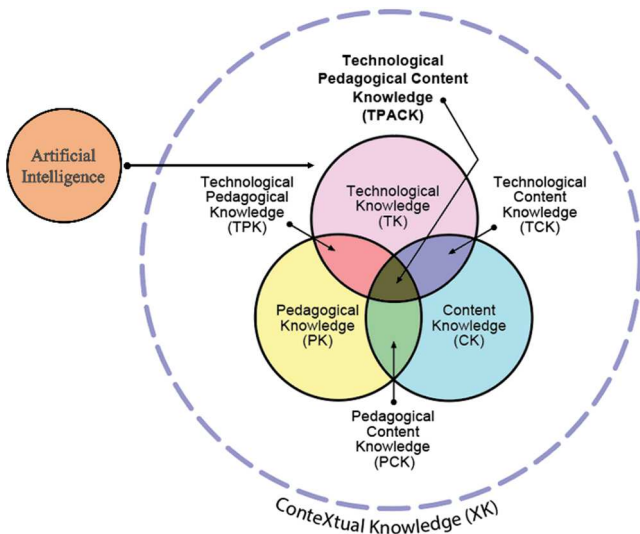 Technological
Pedagogical Content
Knowledge
(TPACK)
Artificial
Intelligence
Technological
Pedagogical
Knowledge
(TPK)
Technological
Knowledge
(TK)
Technological
Content
Knowledge
(TCK)
Pedagogical
Knowledge
(PK)
Content
Knowledge
(CK)
Pedagogical
Content
Knowledge
(PCK)
ConteXtual Knowledge (XK)